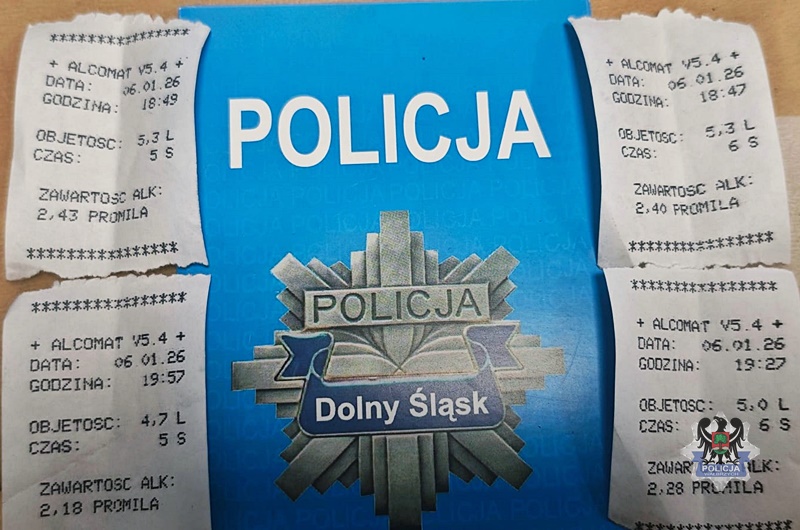 ********************
+ ALCOMAT V5.4 +
DATA: 06.01.26
GODZINA: 18:49
OBJETOSC: 5,3 L
CZAS: 5 S
ZAWARTOSC ALK:
2,43 PROMILA
********************
POLICJA
POLICJA
Dolny Śląsk
********************
+ ALCOMAT V5.4 +
DATA: 06.01.26
GODZINA: 18:47
OBJETOSC: 5,3 L
CZAS: 6 S
ZAWARTOSC ALK:
2,40 PROMILA
********************
********************
+ ALCOMAT V5.4 +
DATA: 06.01.26
GODZINA: 19:57
OBJETOSC: 4,7 L
CZAS: 5 S
ZAWARTOSC ALK:
2,18 PROMILA
********************
+ ALCOMAT V5.4 +
DATA: 06.01.26
GODZINA: 19:27
OBJETOSC: 5,0 L
CZAS: 6 S
ALK:
2,28 PROMILA
POLICJA